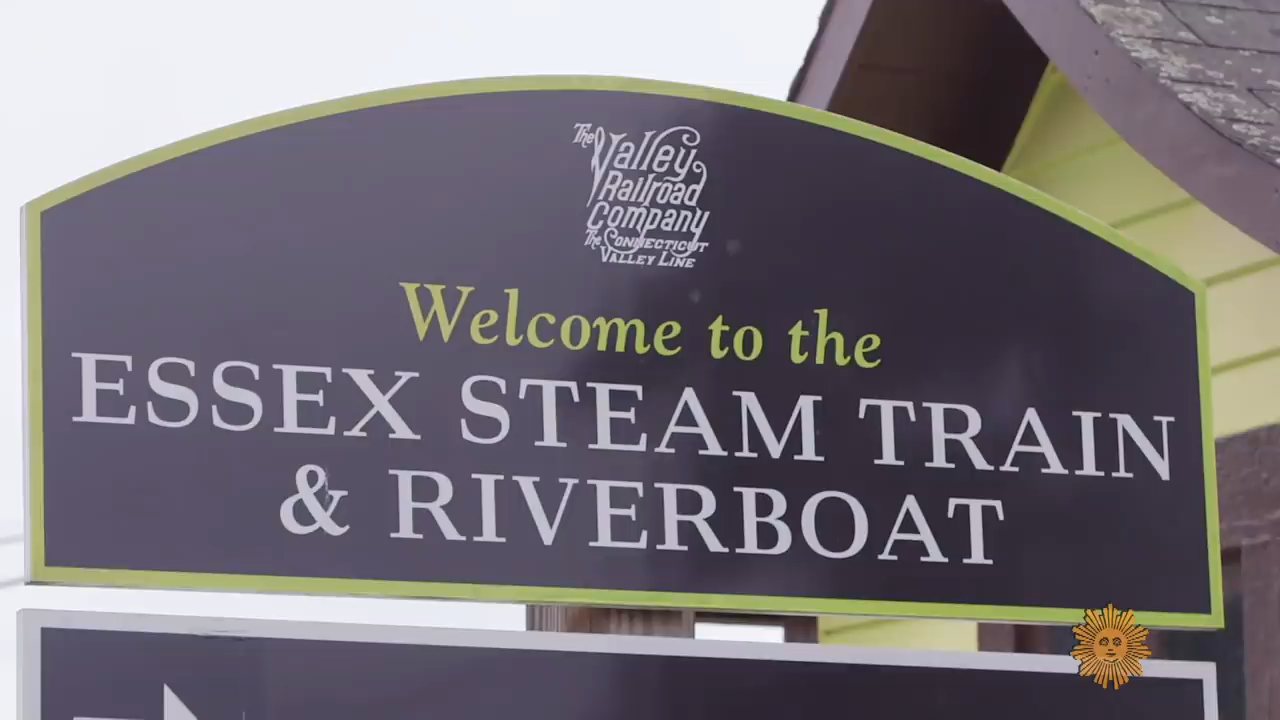 The Valley
Railroad
Company
The Connecticut
Valley Line
Welcome to the
ESSEX STEAM TRAIN
& RIVERBOAT